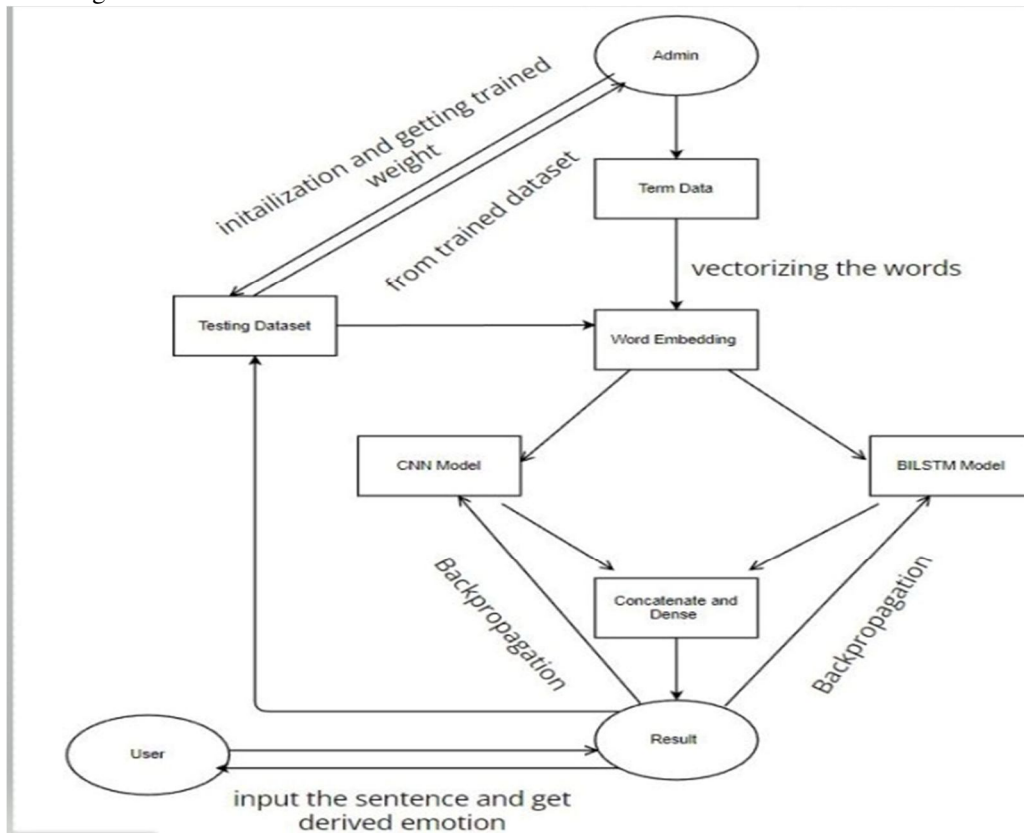 Admin
initailization and getting trained
weight
from trained dataset
Term Data
vectorizing the words
Testing Dataset
Word Embedding
CNN Model
BILSTM Model
Backpropagation
Concatenate and
Dense
Backpropagation
User
Result
input the sentence and get
derived emotion